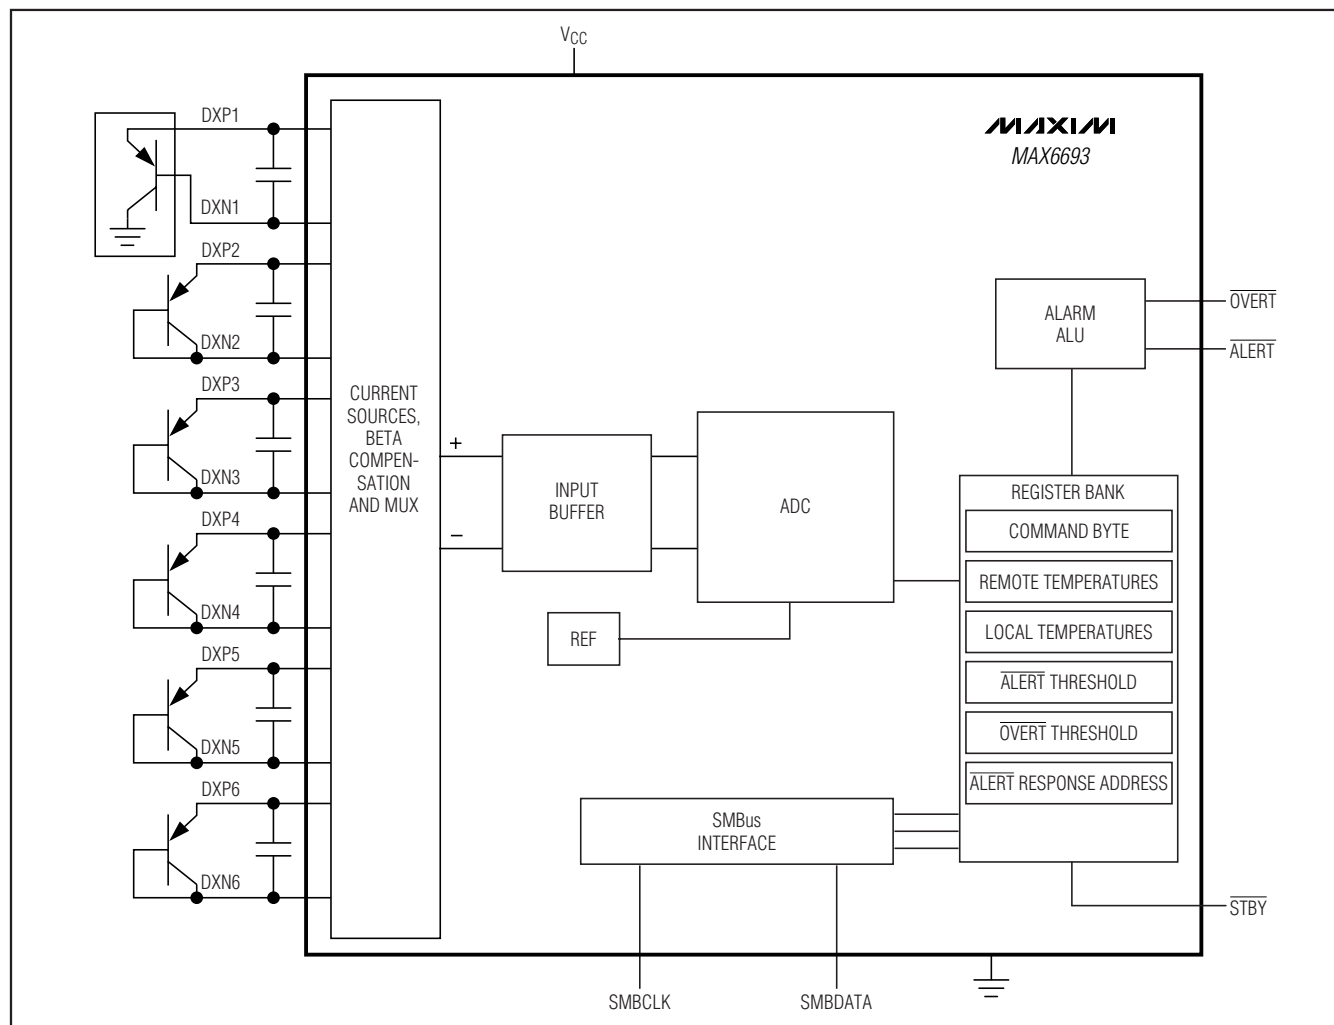 VCC
MAXIM
MAX6693
DXP1
DXN1
DXP2
DXN2
DXP3
DXN3
DXP4
DXN4
DXP5
DXN5
DXP6
DXN6
CURRENT
SOURCES,
BETA
COMPEN-
SATION
AND MUX
+
−
INPUT
BUFFER
ADC
REF
ALARM
ALU
OVERT
ALERT
REGISTER BANK
COMMAND BYTE
REMOTE TEMPERATURES
LOCAL TEMPERATURES
ALERT THRESHOLD
OVERT THRESHOLD
ALERT RESPONSE ADDRESS
SMBus
INTERFACE
STBY
SMBCLK
SMBDATA